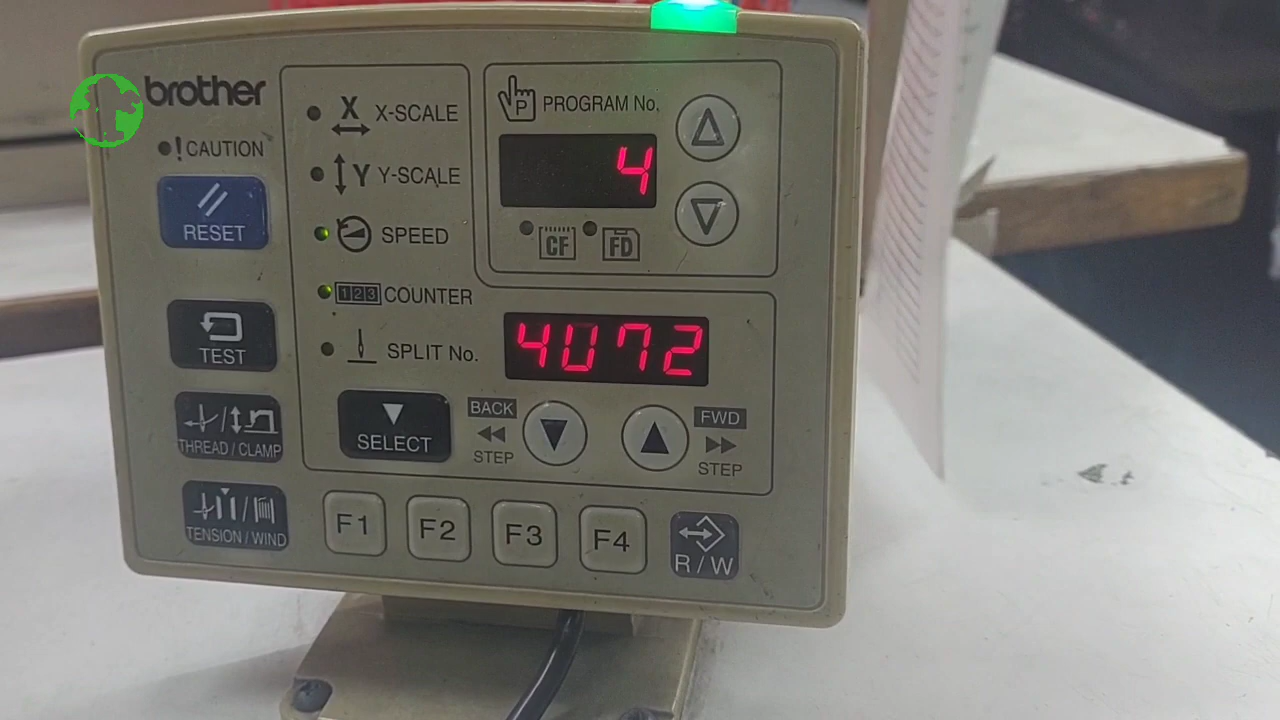 brother
! CAUTION
RESET
TEST
THREAD / CLAMP
TENSION / WIND
X X-SCALE
Y Y-SCALE
SPEED
123 COUNTER
SPLIT No.
SELECT
P PROGRAM No.
4
CF FD
4072
BACK
STEP
FWD
STEP
F1 F2 F3 F4
R / W